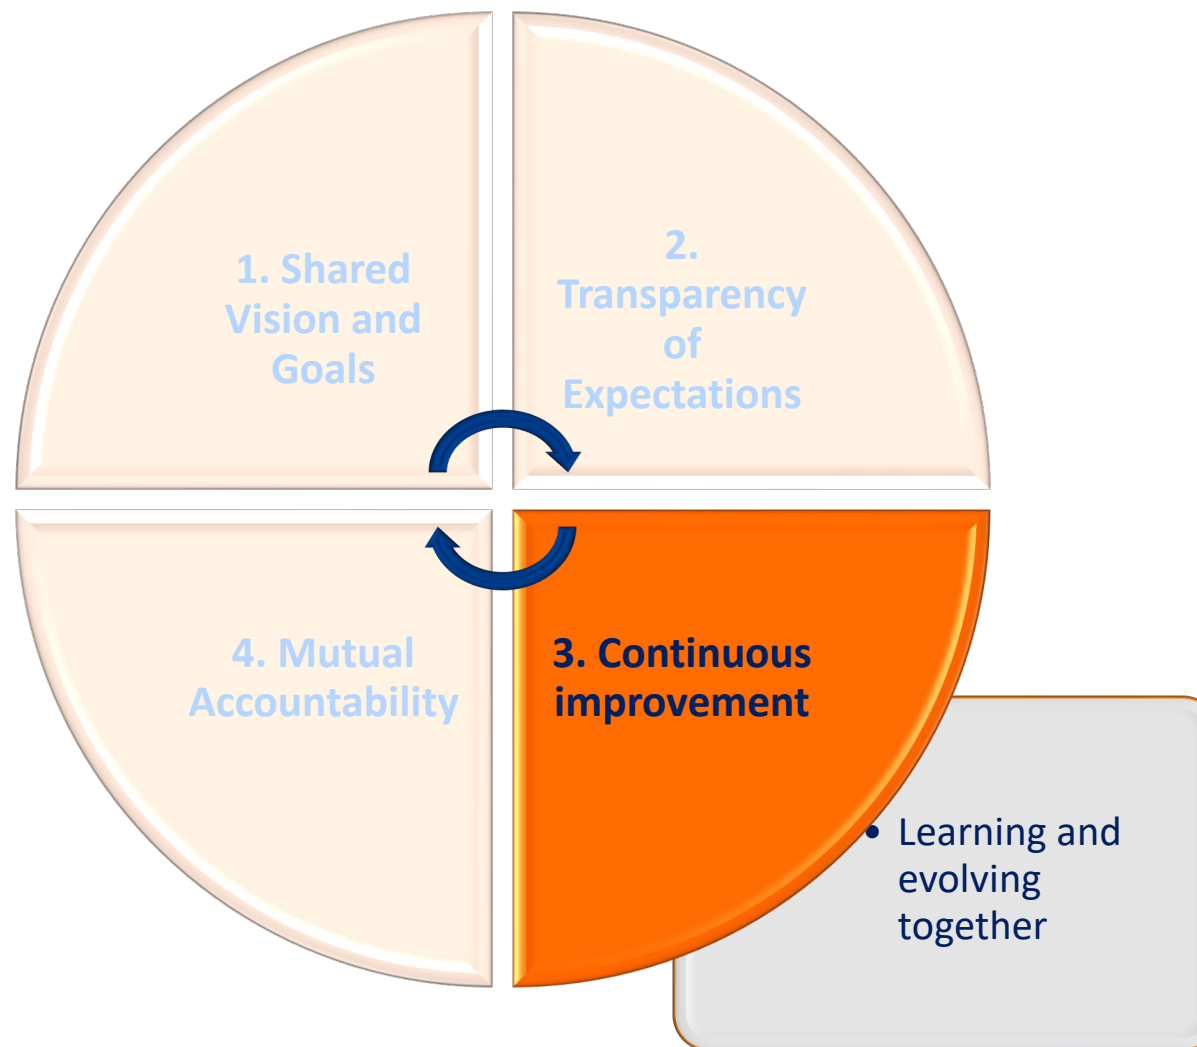 1. Shared
Vision and
Goals
2.
Transparency
of
Expectations
4. Mutual
Accountability
3. Continuous
improvement
• Learning and
evolving
together